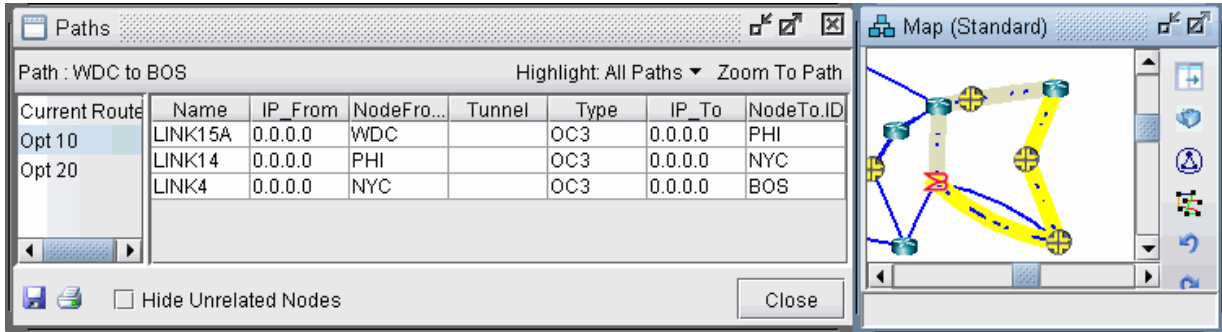 Paths
Path : WDC to BOS
Highlight: All Paths Zoom To Path
Current Route
Opt 10
Opt 20
Name IP_From NodeFro... Tunnel Type IP_To NodeTo.ID
LINK15A 0.0.0.0 WDC OC3 0.0.0.0 PHI
LINK14 0.0.0.0 PHI OC3 0.0.0.0 NYC
LINK4 0.0.0.0 NYC OC3 0.0.0.0 BOS
Hide Unrelated Nodes
Close
Map (Standard)